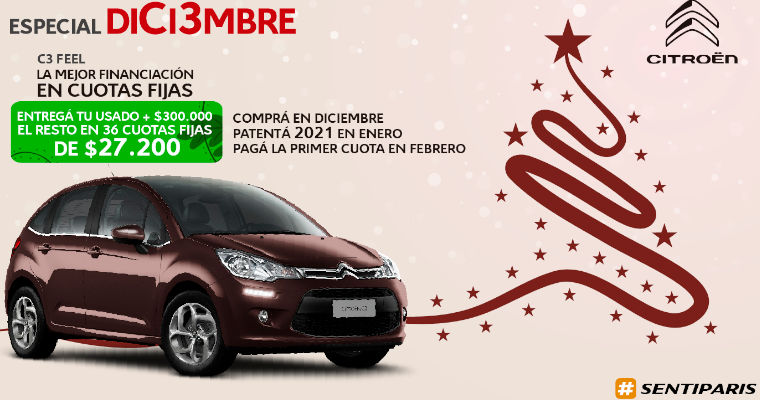 ESPECIAL DICI3MBRE
C3 FEEL
LA MEJOR FINANCIACIÓN
EN CUOTAS FIJAS
ENTREGÁ TU USADO + $300.000
EL RESTO EN 36 CUOTAS FIJAS
DE $27.200
COMPRÁ EN DICIEMBRE
PATENTÁ 2021 EN ENERO
PAGÁ LA PRIMER CUOTA EN FEBRERO
CITROËN
# SENTIPARIS